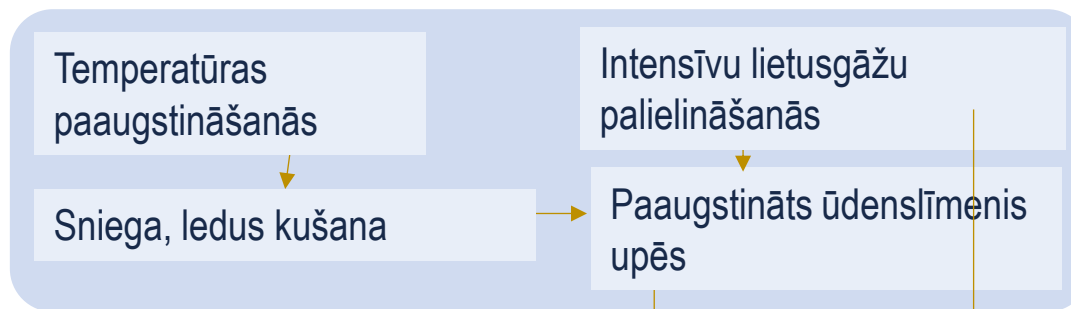 Temperatūras
paaugstināšanās
Intensīvu lietusgāžu
palielināšanās
Sniega, ledus kušana
Paaugstināts ūdenslīmenis
upēs